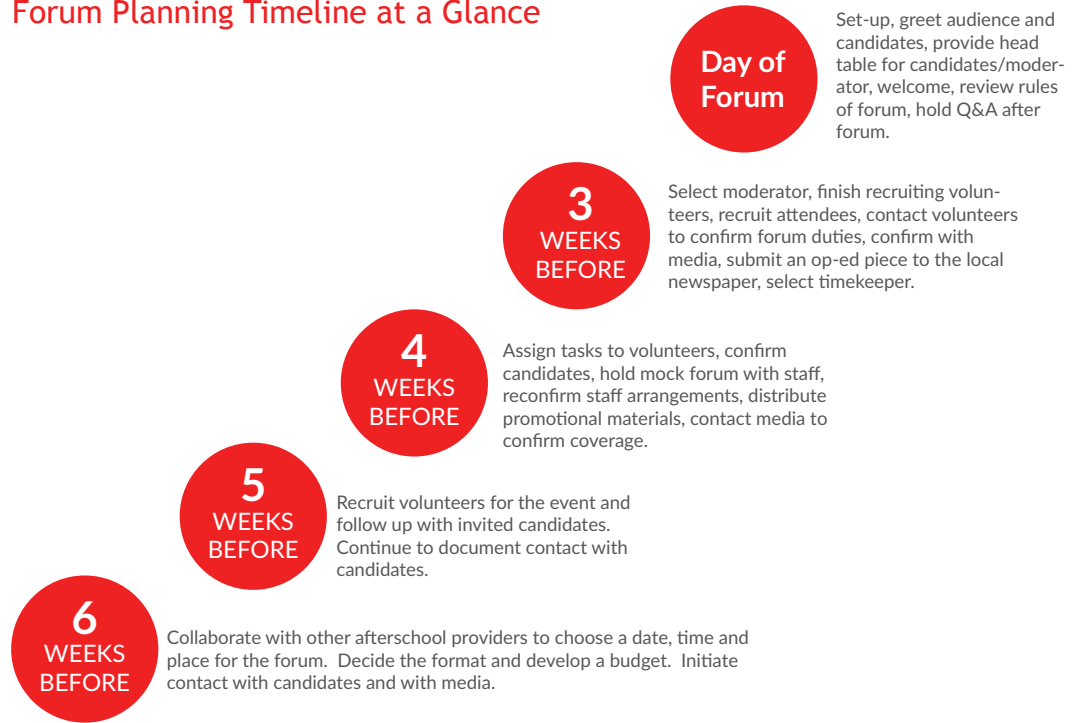 Forum Planning Timeline at a Glance
Day of
Forum
Set-up, greet audience and
candidates, provide head
table for candidates/moder-
ator, welcome, review rules
of forum, hold Q&A after
forum.
3
WEEKS
BEFORE
Select moderator, finish recruiting volun-
teers, recruit attendees, contact volunteers
to confirm forum duties, confirm with
media, submit an op-ed piece to the local
newspaper, select timekeeper.
4
WEEKS
BEFORE
Assign tasks to volunteers, confirm
candidates, hold mock forum with staff,
reconfirm staff arrangements, distribute
promotional materials, contact media to
confirm coverage.
5
WEEKS
BEFORE
Recruit volunteers for the event and
follow up with invited candidates.
Continue to document contact with
candidates.
6
WEEKS
BEFORE
Collaborate with other afterschool providers to choose a date, time and
place for the forum.  Decide the format and develop a budget.  Initiate
contact with candidates and with media.